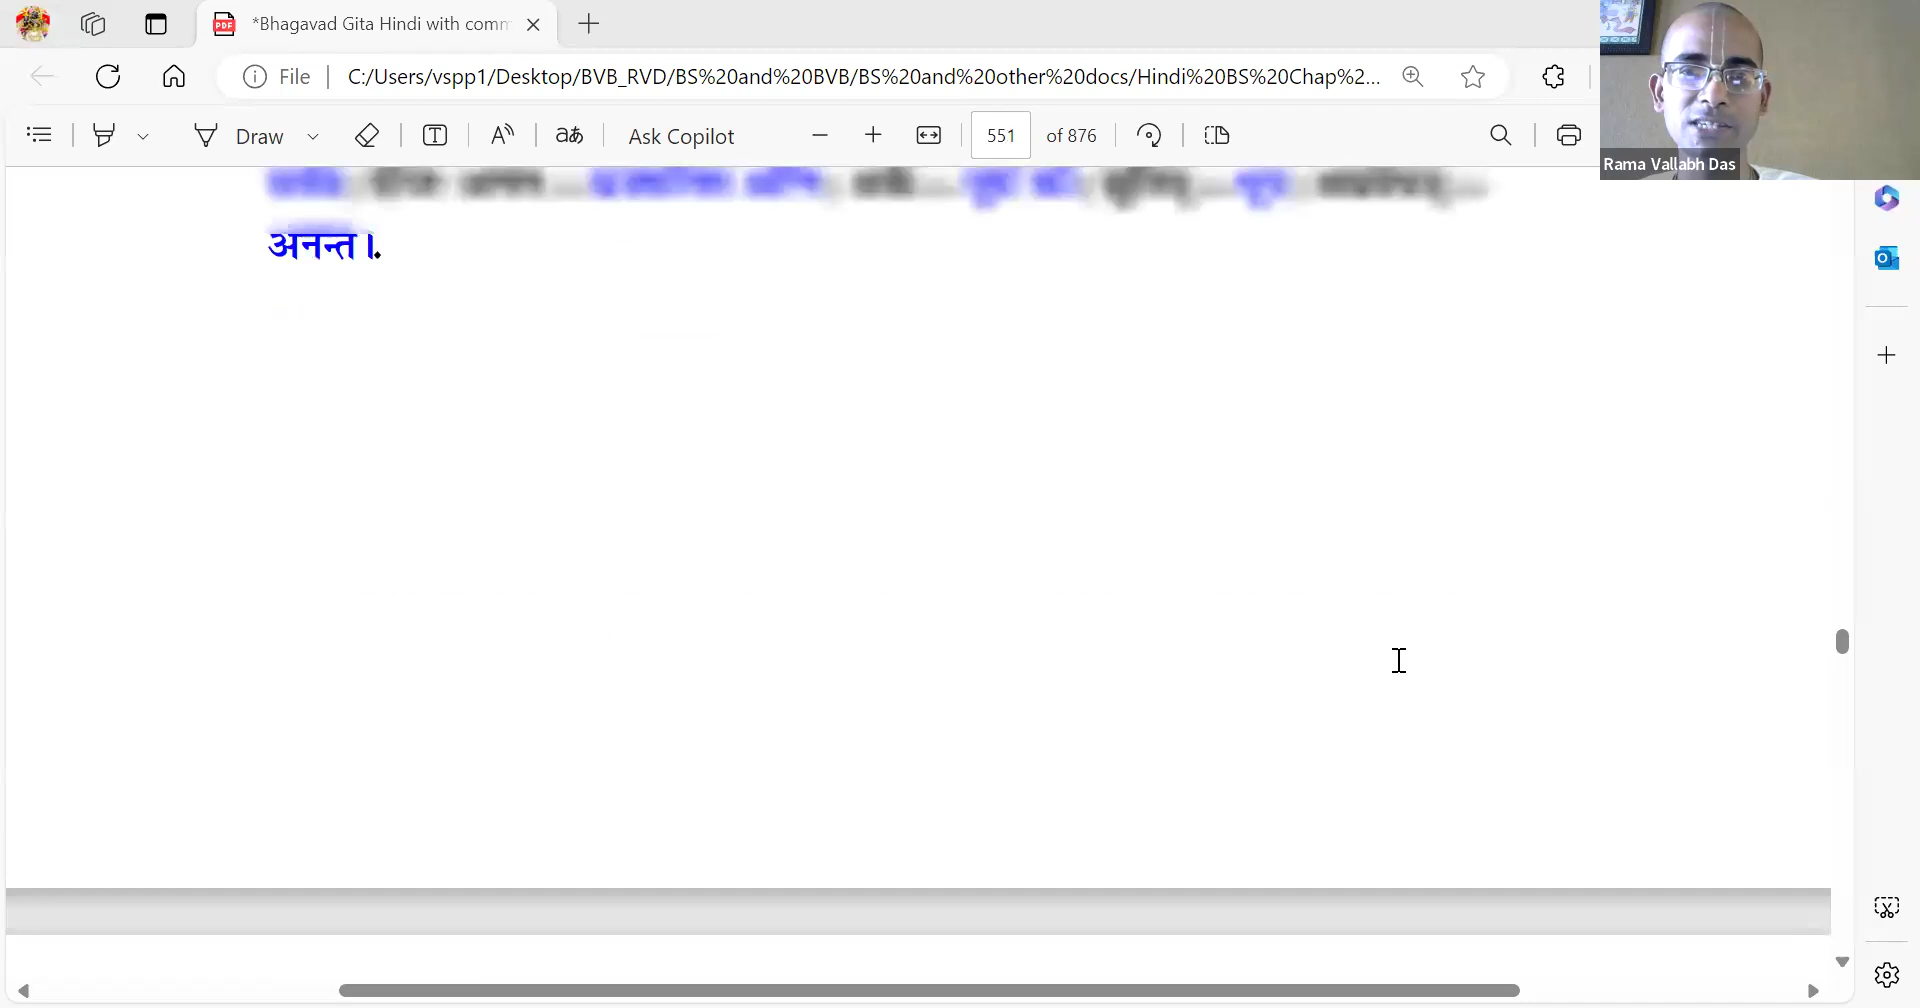 *Bhagavad Gita Hindi with comm
File
C:/Users/vspp1/Desktop/BVB_RVD/BS%20and%20BVB/BS%20and%20other%20docs/Hindi%20BS%20Chap%2...
Draw
Ask Copilot
551 of 876
Rama Vallabh Das
अनन्त।.